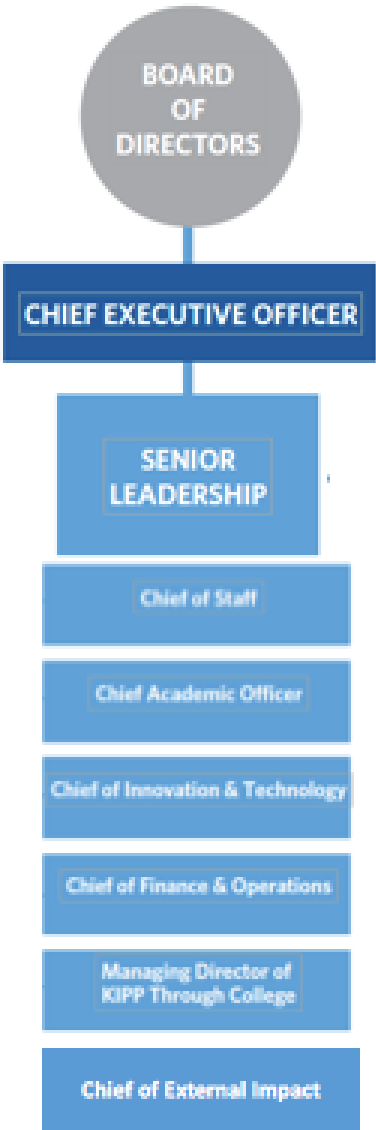 BOARD
OF
DIRECTORS
CHIEF EXECUTIVE OFFICER
SENIOR
LEADERSHIP
Chief of Staff
Chief Academic Officer
Chief of Innovation & Technology
Chief of Finance & Operations
Managing Director of
KIPP Through College
Chief of External Impact